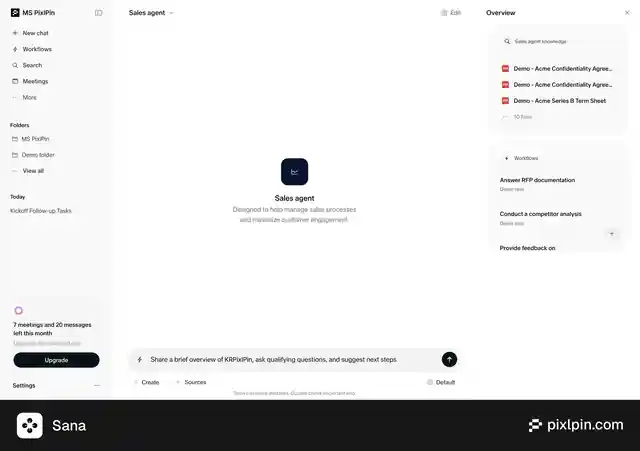 MS PixlPin
New chat
Workflows
Search
Meetings
More
Folders
MS PixlPin
Demo folder
View all
Today
Kickoff Follow-up Tasks
7 meetings and 20 messages
left this month
Upgrade
Settings
Sales agent
Edit
Sales agent
Designed to help manage sales processes
and maximize customer engagement.
Share a brief overview of KRPixlPin, ask qualifying questions, and suggest next steps
Create
Sources
Default
Overview
Sales agent knowledge
Demo - Acme Confidentiality Agree...
Demo - Acme Confidentiality Agree...
Demo - Acme Series B Term Sheet
10 files
Workflows
Answer RFP documentation
Conduct a competitor analysis
Provide feedback on
Sana
pixlpin.com